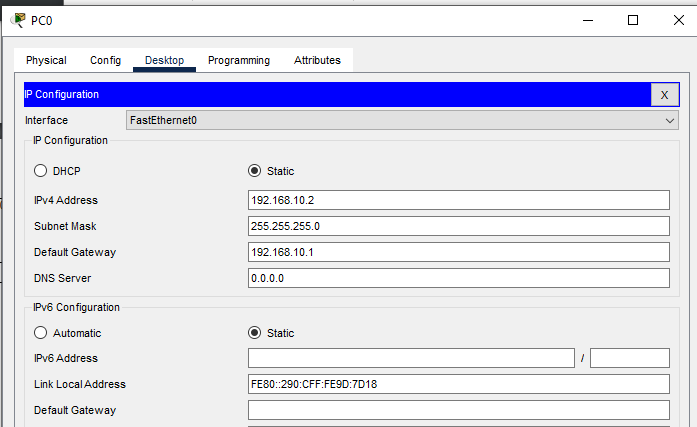 PC0
Physical Config Desktop Programming Attributes
IP Configuration X
Interface FastEthernet0
IP Configuration
DHCP Static
IPv4 Address 192.168.10.2
Subnet Mask 255.255.255.0
Default Gateway 192.168.10.1
DNS Server 0.0.0.0
IPv6 Configuration
Automatic Static
IPv6 Address /
Link Local Address FE80::290:CFF:FE9D:7D18
Default Gateway